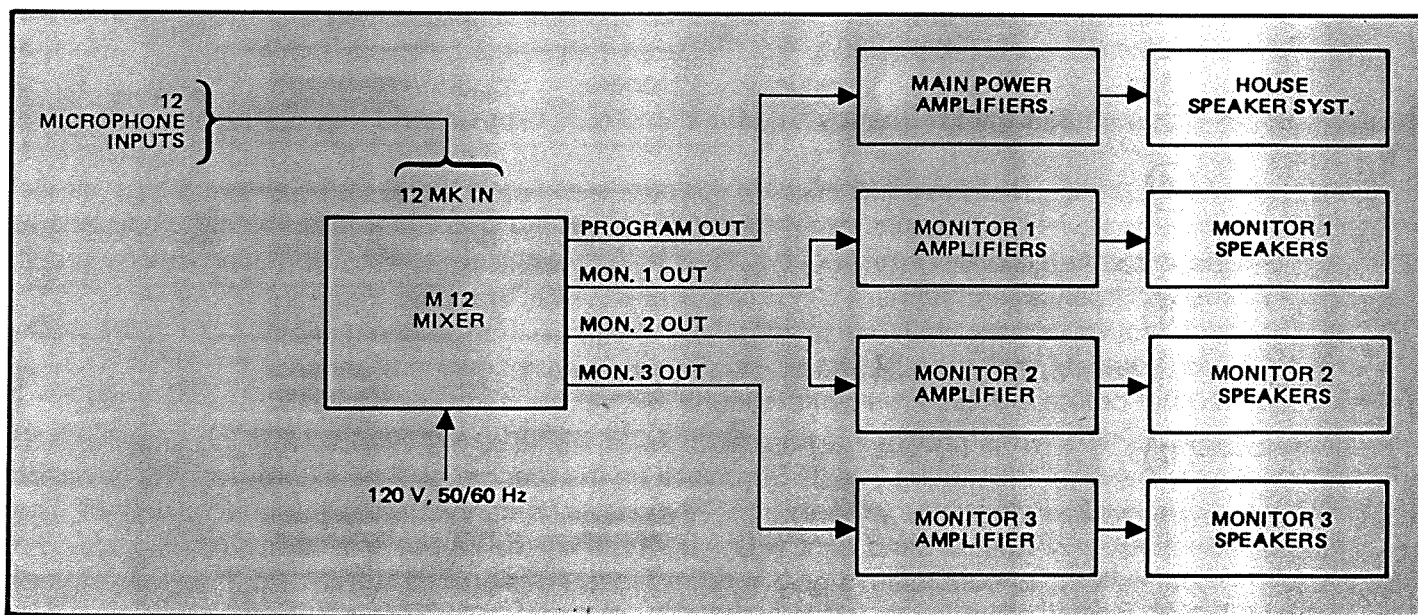 12
MICROPHONE
INPUTS
12 MK IN
M 12
MIXER
120 V, 50/60 Hz
PROGRAM OUT
MON. 1 OUT
MON. 2 OUT
MON. 3 OUT
MAIN POWER
AMPLIFIERS.
HOUSE
SPEAKER SYST.
MONITOR 1
AMPLIFIERS
MONITOR 1
SPEAKERS
MONITOR 2
AMPLIFIER
MONITOR 2
SPEAKERS
MONITOR 3
AMPLIFIER
MONITOR 3
SPEAKERS